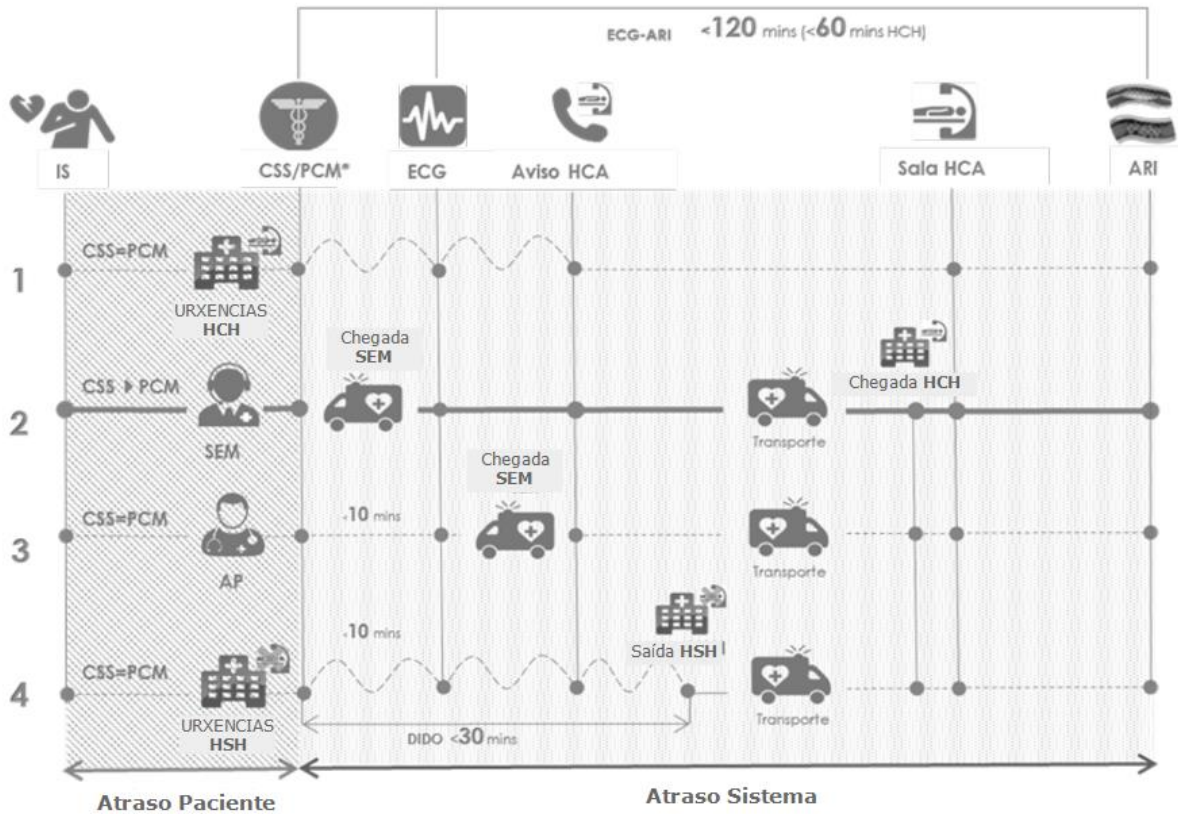 ECG-ARI <120 mins (<60 mins HCH)
IS
CSS/PCM*
ECG
Aviso HCA
Sala HCA
ARI
1
CSS=PCM
URXENCIAS
HCH
2
CSS ▸ PCM
SEM
Chegada
SEM
Transporte
Chegada HCH
3
CSS=PCM
AP
<10 mins
Chegada
SEM
Transporte
4
CSS=PCM
URXENCIAS
HSH
<10 mins
Saída HSH
Transporte
DIDO <30 mins
Atraso Paciente
Atraso Sistema